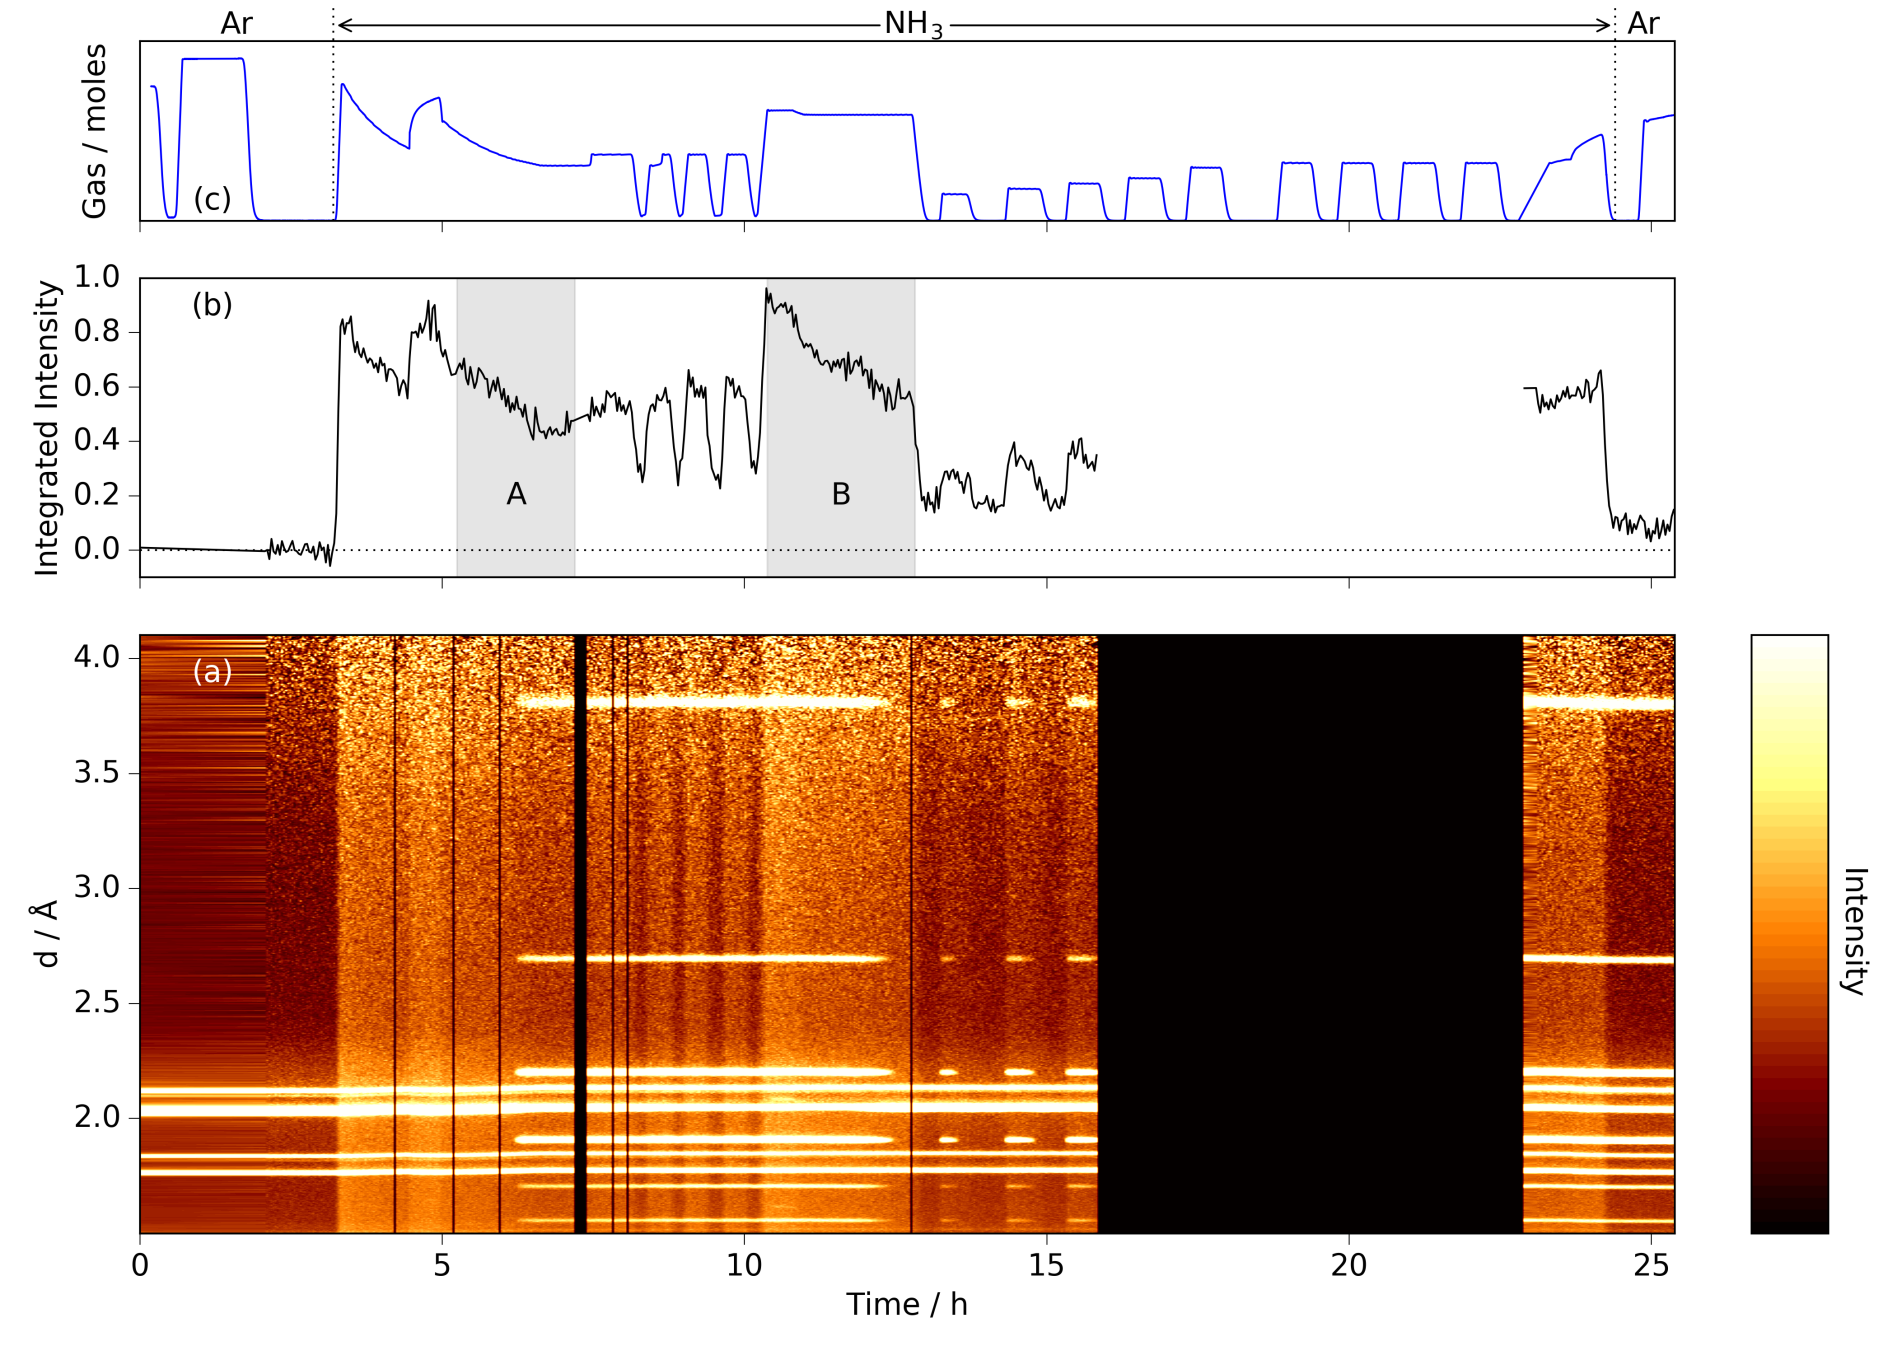 Ar NH3 Ar
Gas / moles
(c)
1.0
0.8
0.6
0.4
0.2
0.0
Integrated Intensity
(b)
A
B
4.0
3.5
3.0
2.5
2.0
d / Å
(a)
0 5 10 15 20 25
Time / h
Intensity